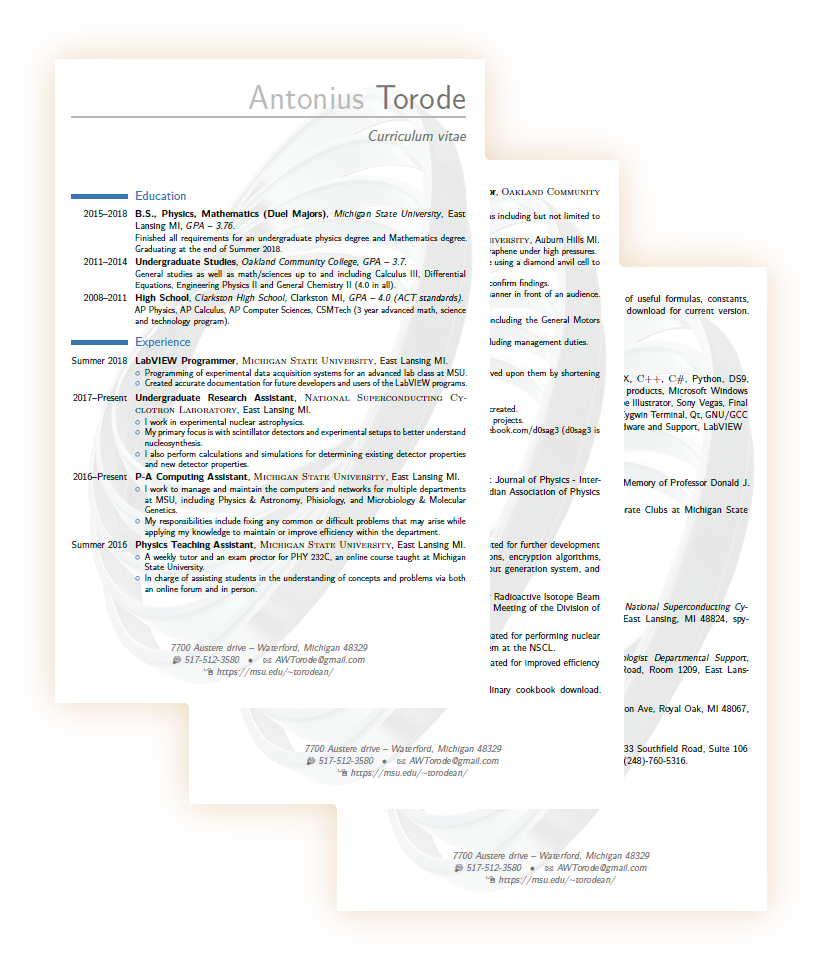 Antonius Torode
Curriculum vitae
Education
2015–2018 B.S., Physics, Mathematics (Duel Majors), Michigan State University, East
Lansing MI, GPA – 3.76.
Finished all requirements for an undergraduate physics degree and Mathematics degree.
Graduating at the end of Summer 2018.
2011–2014 Undergraduate Studies, Oakland Community College, GPA – 3.7.
General studies as well as math/sciences up to and including Calculus III, Differential
Equations, Engineering Physics II and General Chemistry II (4.0 in all).
2008–2011 High School, Clarkston High School, Clarkston MI, GPA – 4.0 (ACT standards).
AP Physics, AP Calculus, AP Computer Sciences, CSMTech (3 year advanced math, science
and technology program).
Experience
Summer 2018 LabVIEW Programmer, Michigan State University, East Lansing MI.
○ Programming of experimental data acquisition systems for an advanced lab class at MSU.
○ Created accurate documentation for future developers and users of the LabVIEW programs.
2017–Present Undergraduate Research Assistant, National Superconducting Cy-
clotron Laboratory, East Lansing MI.
○ I work in experimental nuclear astrophysics.
○ My primary focus is with scintillator detectors and experimental setups to better understand
nucleosynthesis.
○ I also perform calculations and simulations for determining existing detector properties
and new detector properties.
2016–Present P-A Computing Assistant, Michigan State University, East Lansing MI.
○ I work to manage and maintain the computers and networks for multiple departments
at MSU, including Physics & Astronomy, Phisiology, and Microbiology & Molecular
Genetics.
○ My responsibilities include fixing any common or difficult problems that may arise while
applying my knowledge to maintain or improve efficiency within the department.
Summer 2016 Physics Teaching Assistant, Michigan State University, East Lansing MI.
○ A weekly tutor and an exam proctor for PHY 232C, an online course taught at Michigan
State University.
○ In charge of assisting students in the understanding of concepts and problems via both
an online forum and in person.
7700 Austere drive – Waterford, Michigan 48329
517-512-3580 • AWTorode@gmail.com
https://msu.edu/~torodean/
or, Oakland Community
s including but not limited to
iversity, Auburn Hills MI.
raphene under high pressures.
e using a diamond anvil cell to
confirm findings.
anner in front of an audience.
including the General Motors
luding management duties.
ved upon them by shortening
created.
projects.
ebook.com/d0sag3 (d0sag3 is
: Journal of Physics - Inter-
dian Association of Physics
ted for further development
ons, encryption algorithms,
out generation system, and
Radioactive Isotope Beam
Meeting of the Division of
eated for performing nuclear
em at the NSCL.
ated for improved efficiency
linary cookbook download.
7700 Austere drive – Waterford, Michigan 48329
517-512-3580 • AWTorode@gmail.com
https://msu.edu/~torodean/
of useful formulas, constants,
download for current version.
X, C++, C#, Python, DS9,
products, Microsoft Windows
e Illustrator, Sony Vegas, Final
Cygwin Terminal, Qt, GNU/GCC
dware and Support, LabVIEW
Memory of Professor Donald J.
rate Clubs at Michigan State
National Superconducting Cy-
East Lansing, MI 48824, spy-
ologist Departmental Support,
Road, Room 1209, East Lans-
on Ave, Royal Oak, MI 48067,
33 Southfield Road, Suite 106
(248)-760-5316.
7700 Austere drive – Waterford, Michigan 48329
517-512-3580 • AWTorode@gmail.com
https://msu.edu/~torodean/